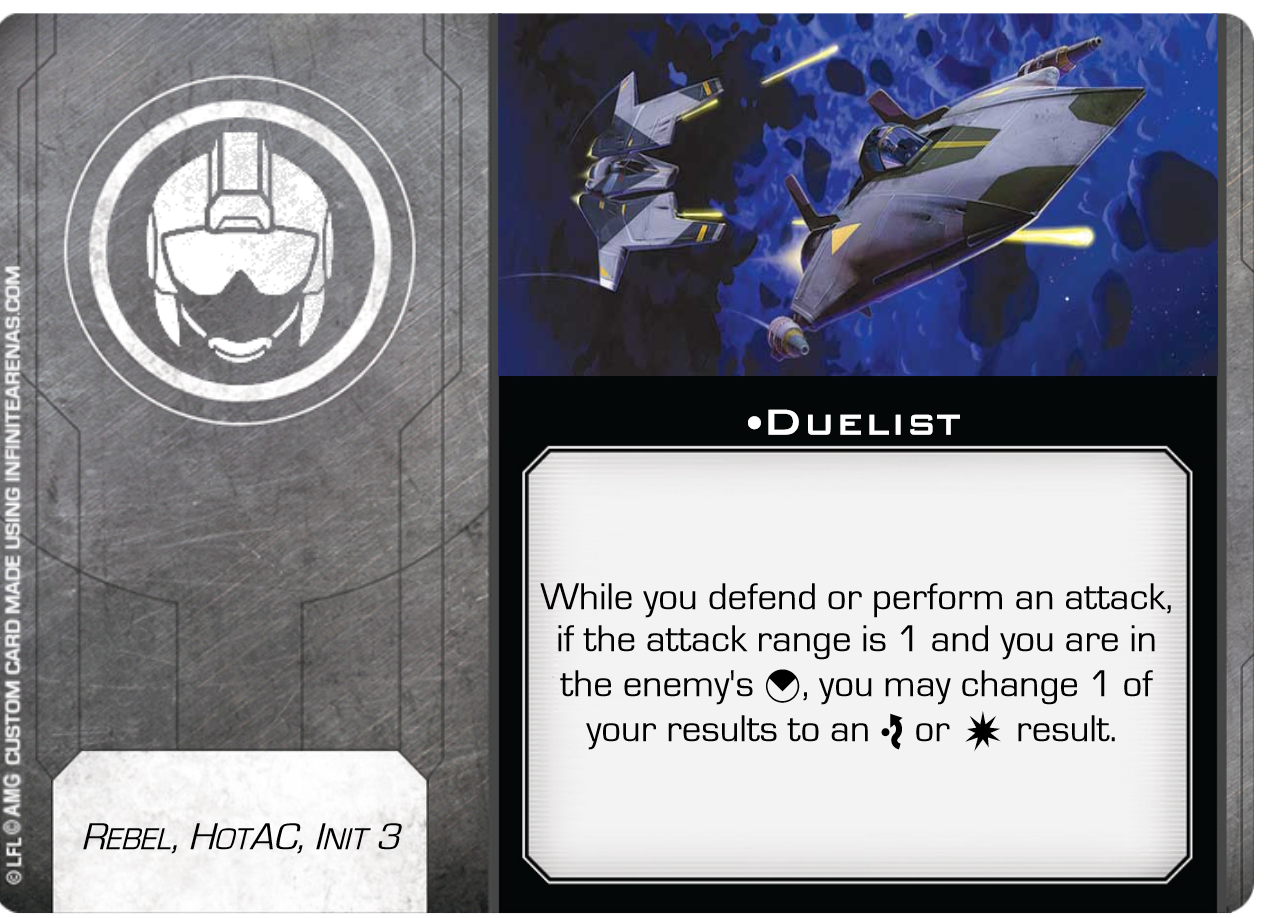 •DUELIST
While you defend or perform an attack,
if the attack range is 1 and you are in
the enemy's , you may change 1 of
your results to an or result.
REBEL, HOTAC, INIT 3
© LFL © AMG CUSTOM CARD MADE USING INFINITEARENAS.COM